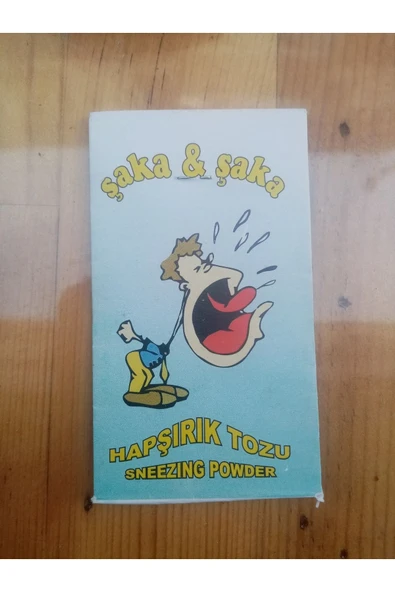 şaka & şaka
HAPŞIRIK TOZU
SNEEZING POWDER